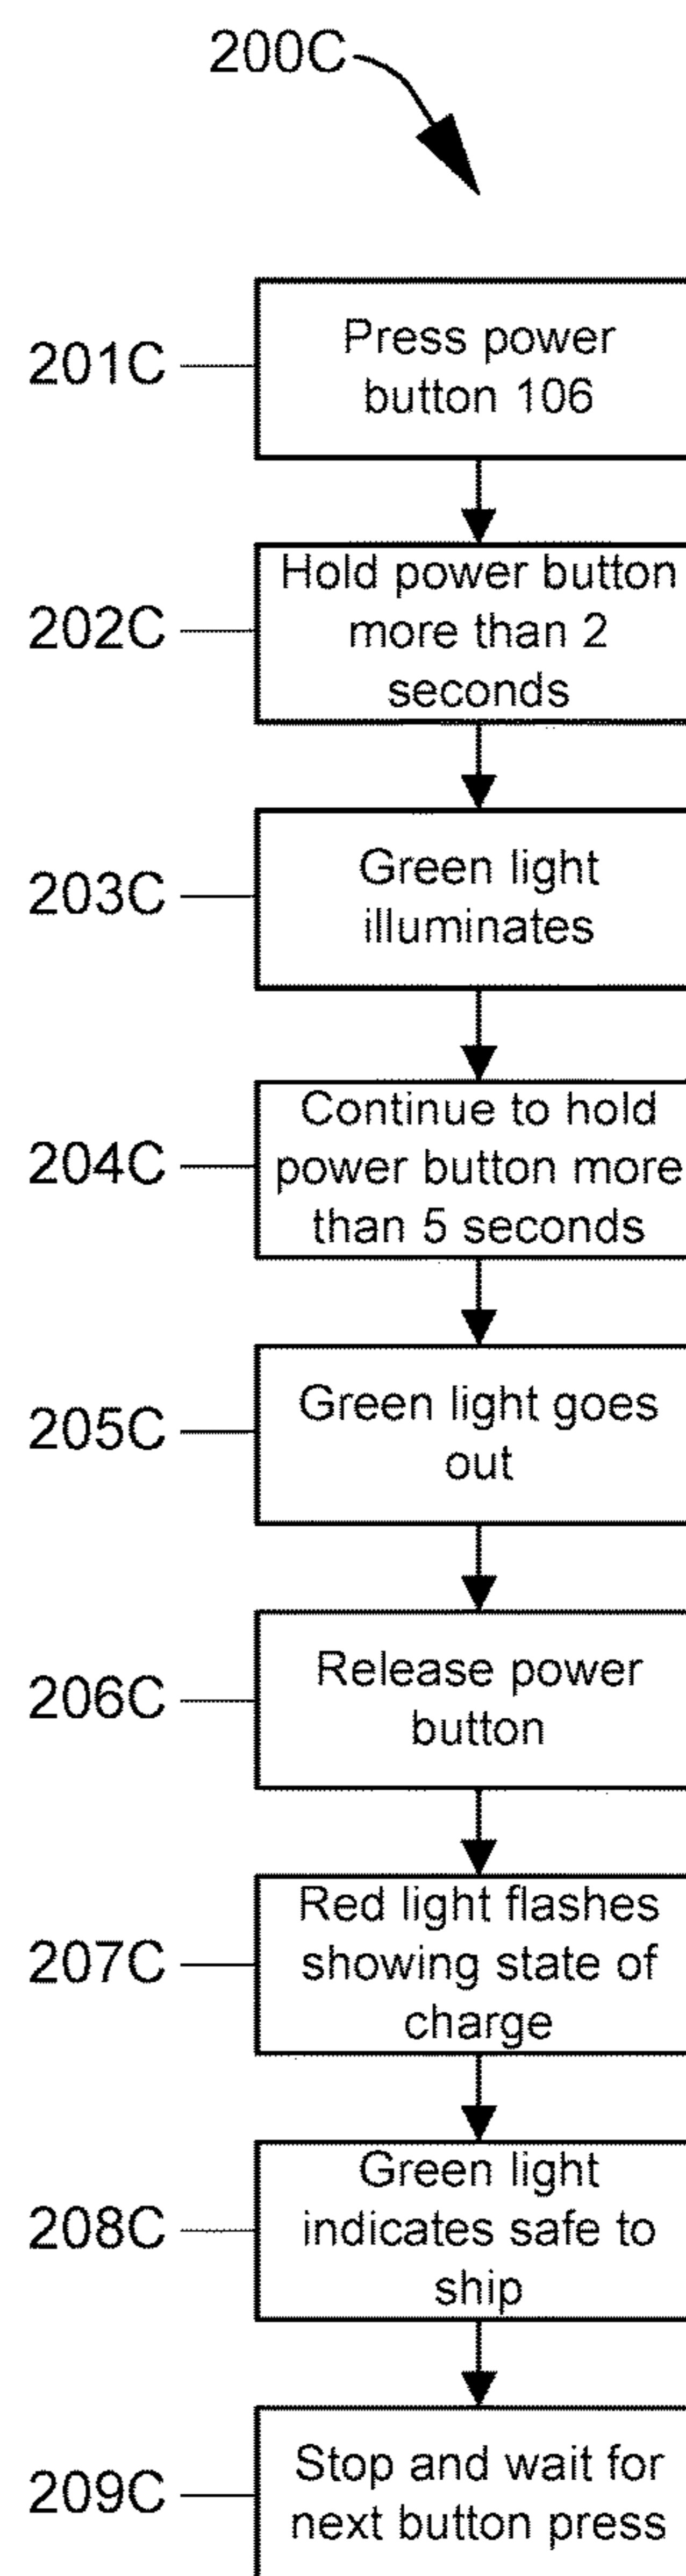 200C
201C
Press power
button 106
202C
Hold power button
more than 2
seconds
203C
Green light
illuminates
204C
Continue to hold
power button more
than 5 seconds
205C
Green light goes
out
206C
Release power
button
207C
Red light flashes
showing state of
charge
208C
Green light
indicates safe to
ship
209C
Stop and wait for
next button press